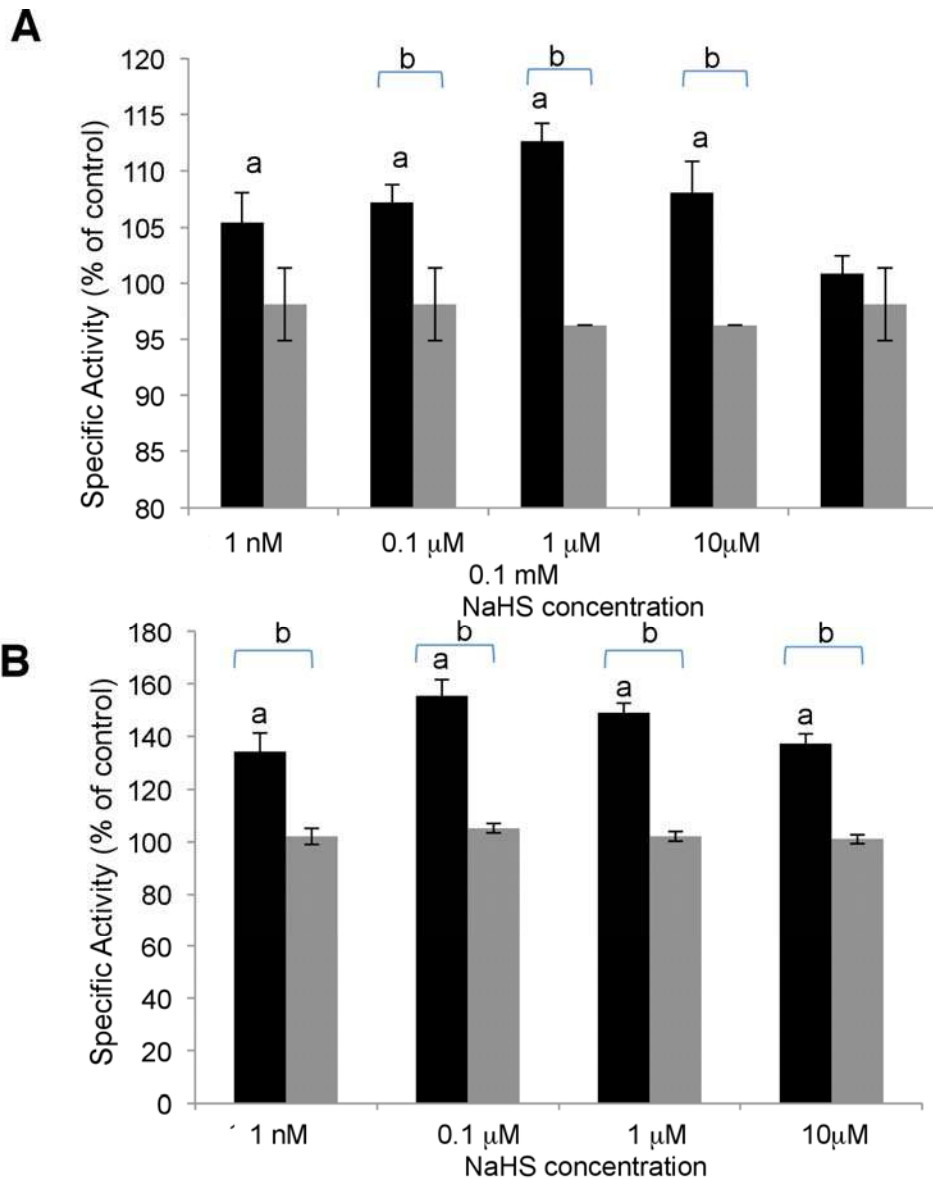 A
120
115
110
105
100
95
90
85
80
Specific Activity (% of control)
b b b
a a a a
1 nM 0.1 μM 1 μM 10μM
0.1 mM
NaHS concentration
B
180
160
140
120
100
80
60
40
20
0
Specific Activity (% of control)
b b b b
a a a a
1 nM 0.1 μM 1 μM 10μM
NaHS concentration